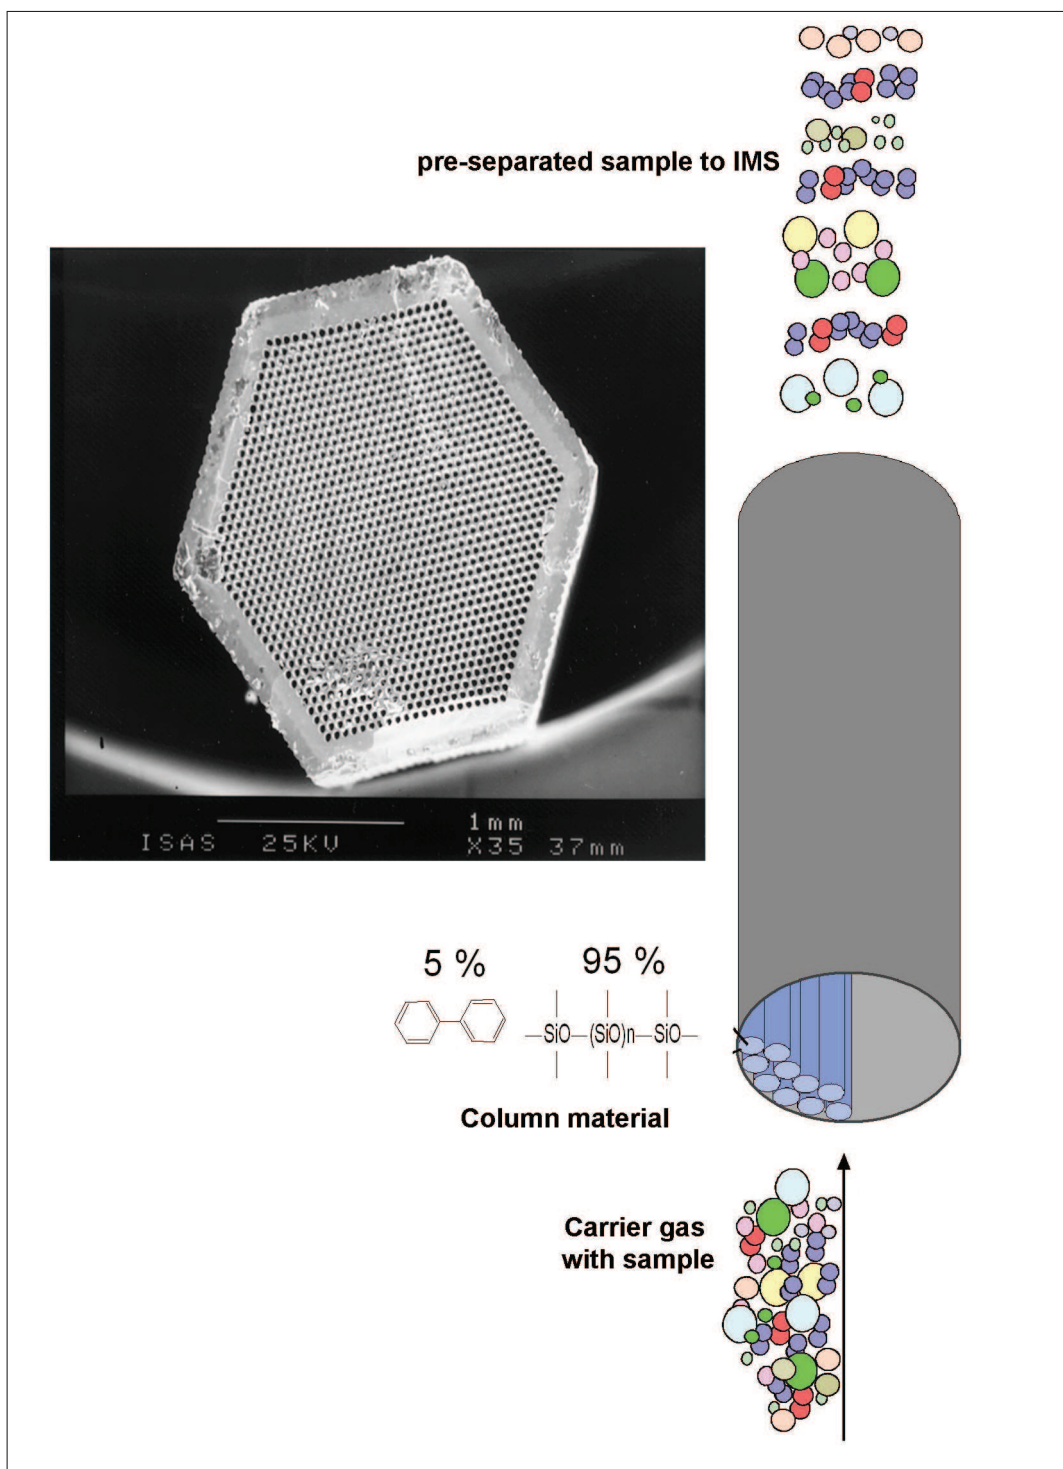 pre-separated sample to IMS
1mm
ISAS 25KV X35 37mm
5 % 95 %
—SiO—(SiO)n—SiO—
Column material
Carrier gas
with sample